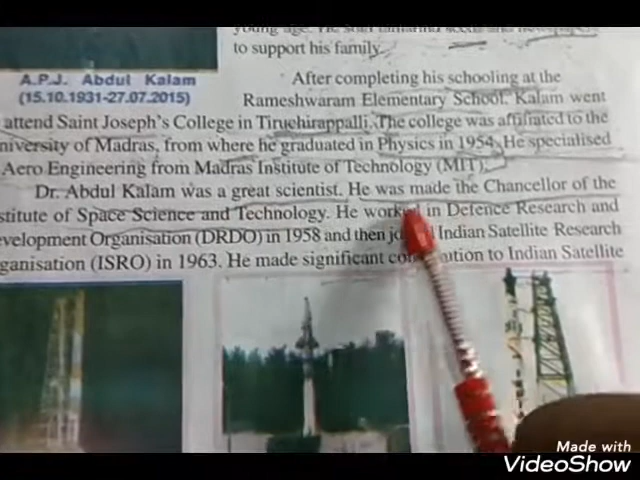 to support his family.
A.P.J. Abdul Kalam
(15.10.1931-27.07.2015)
After completing his schooling at the
Rameshwaram Elementary School, Kalam went
attend Saint Joseph's College in Tiruchirappalli. The college was affiliated to the
niversity of Madras, from where he graduated in Physics in 1954. He specialised
Aero Engineering from Madras Institute of Technology (MIT).
Dr. Abdul Kalam was a great scientist. He was made the Chancellor of the
stitute of Space Science and Technology. He worked in Defence Research and
evelopment Organisation (DRDO) in 1958 and then jo d Indian Satellite Research
ganisation (ISRO) in 1963. He made significant con ution to Indian Satellite
Made with
VideoShow